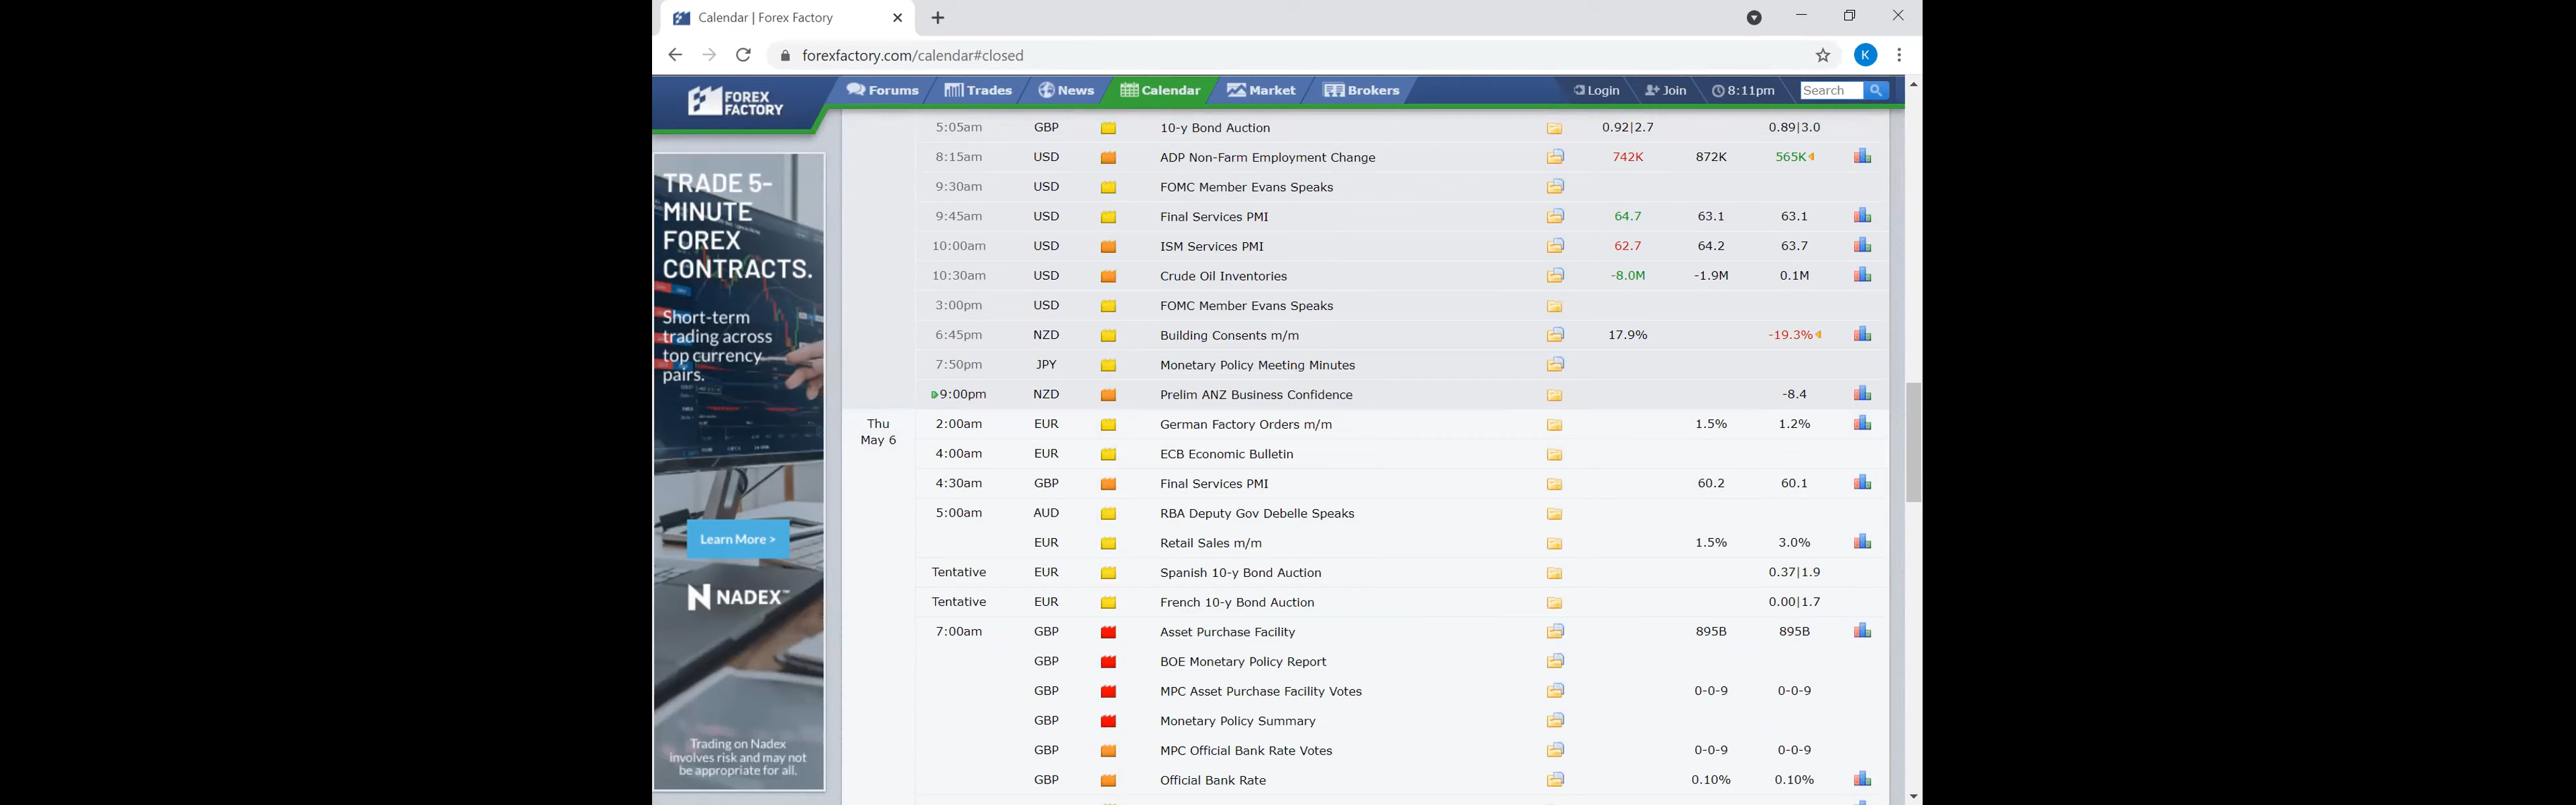 Calendar | Forex Factory
forexfactory.com/calendar#closed
K
FOREX FACTORY
Forums Trades News Calendar Market Brokers Login Join 8:11pm Search
TRADE 5-
MINUTE
FOREX
CONTRACTS.
Short-term
trading across
top currency
pairs.
Learn More >
NADEX™
Trading on Nadex
involves risk and may not
be appropriate for all.
5:05am GBP 10-y Bond Auction 0.92|2.7 0.89|3.0
8:15am USD ADP Non-Farm Employment Change 742K 872K 565K
9:30am USD FOMC Member Evans Speaks
9:45am USD Final Services PMI 64.7 63.1 63.1
10:00am USD ISM Services PMI 62.7 64.2 63.7
10:30am USD Crude Oil Inventories -8.0M -1.9M 0.1M
3:00pm USD FOMC Member Evans Speaks
6:45pm NZD Building Consents m/m 17.9% -19.3%
7:50pm JPY Monetary Policy Meeting Minutes
9:00pm NZD Prelim ANZ Business Confidence -8.4
Thu May 6 2:00am EUR German Factory Orders m/m 1.5% 1.2%
4:00am EUR ECB Economic Bulletin
4:30am GBP Final Services PMI 60.2 60.1
5:00am AUD RBA Deputy Gov Debelle Speaks
EUR Retail Sales m/m 1.5% 3.0%
Tentative EUR Spanish 10-y Bond Auction 0.37|1.9
Tentative EUR French 10-y Bond Auction 0.00|1.7
7:00am GBP Asset Purchase Facility 895B 895B
GBP BOE Monetary Policy Report
GBP MPC Asset Purchase Facility Votes 0-0-9 0-0-9
GBP Monetary Policy Summary
GBP MPC Official Bank Rate Votes 0-0-9 0-0-9
GBP Official Bank Rate 0.10% 0.10%